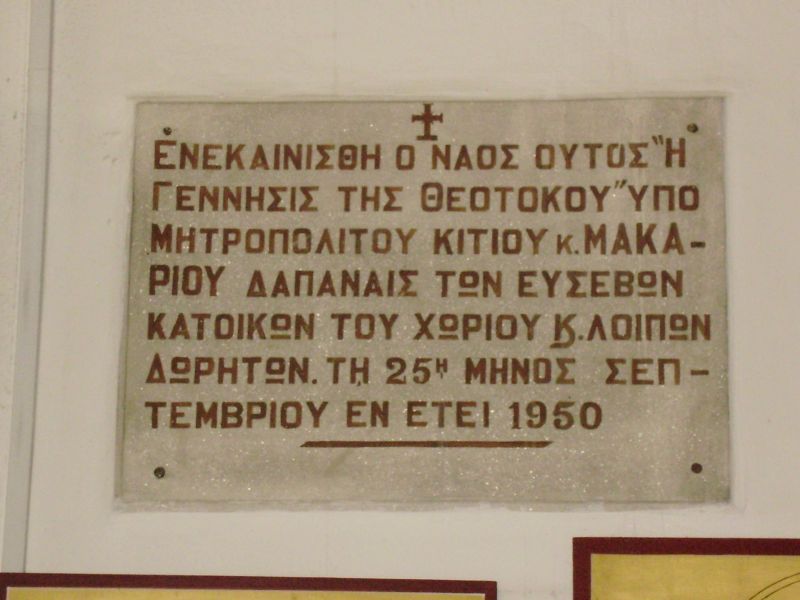 ΕΝΕΚΑΙΝΙΣΘΗ Ο ΝΑΟΣ ΟΥΤΟΣ "Η
ΓΕΝΝΗΣΙΣ ΤΗΣ ΘΕΟΤΟΚΟΥ" ΥΠΟ
ΜΗΤΡΟΠΟΛΙΤΟΥ ΚΙΤΙΟΥ κ. ΜΑΚΑ-
ΡΙΟΥ ΔΑΠΑΝΑΙΣ ΤΩΝ ΕΥΣΕΒΩΝ
ΚΑΤΟΙΚΩΝ ΤΟΥ ΧΩΡΙΟΥ Ϗ. ΛΟΙΠΩΝ
ΔΩΡΗΤΩΝ. ΤΗ 25Η ΜΗΝΟΣ ΣΕΠ-
ΤΕΜΒΡΙΟΥ ΕΝ ΕΤΕΙ 1950